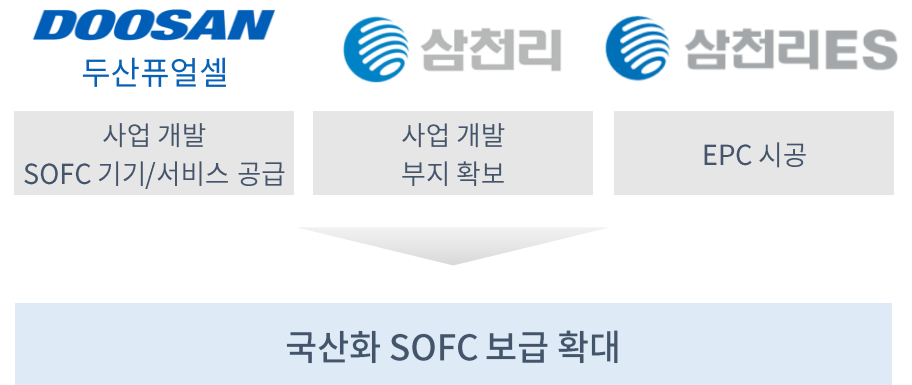 DOOSAN
두산퓨얼셀
삼천리
삼천리ES
사업 개발
SOFC 기기/서비스 공급
사업 개발
부지 확보
EPC 시공
국산화 SOFC 보급 확대